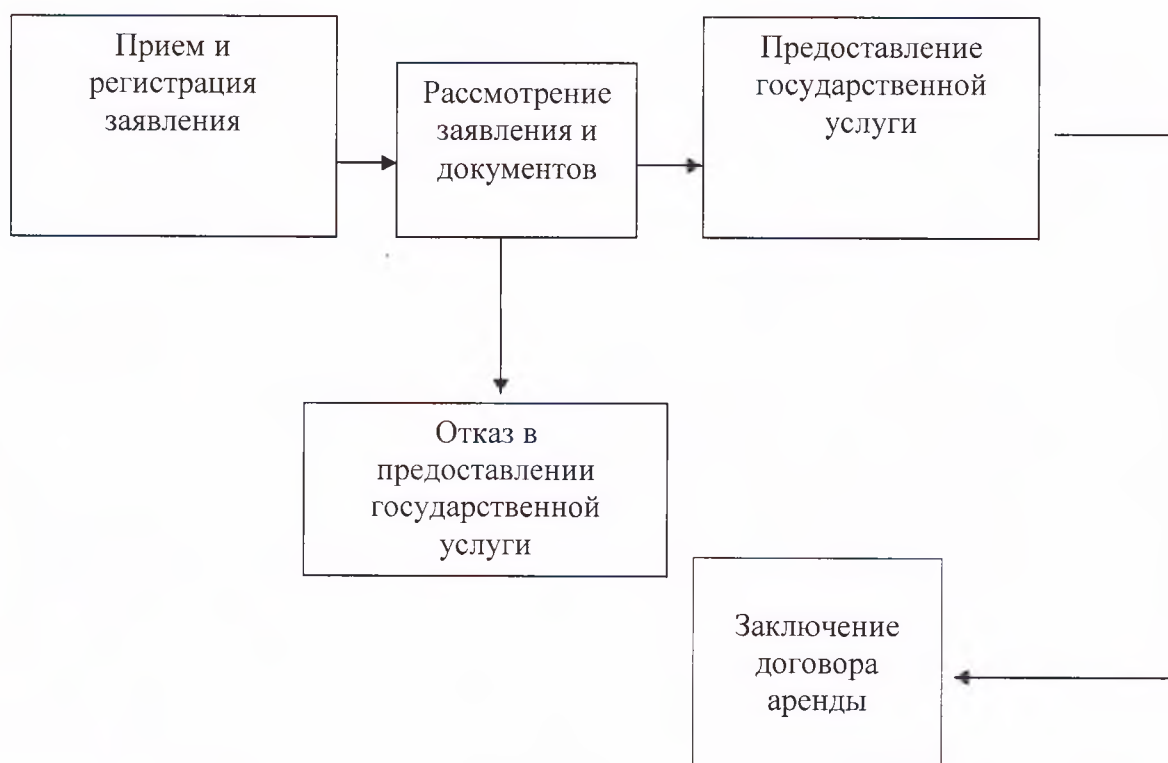 Прием и
регистрация
заявления
Рассмотрение
заявления и
документов
Предоставление
государственной
услуги
Отказ в
предоставлении
государственной
услуги
Заключение
договора
аренды